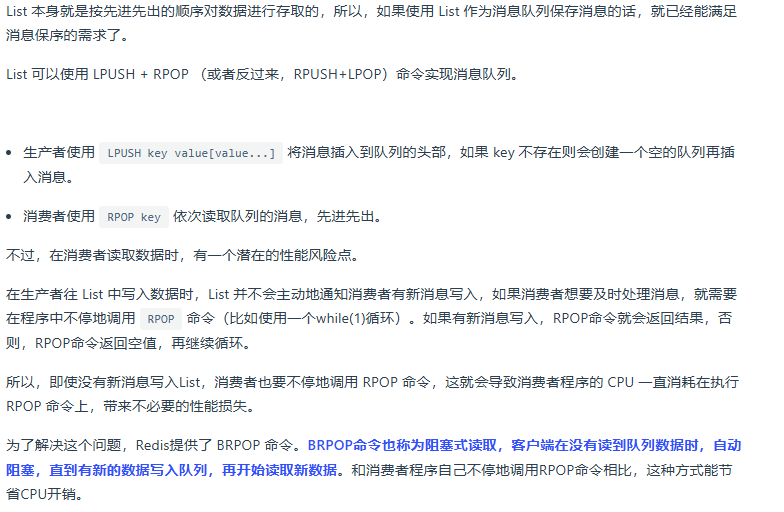 List 本身就是按先进先出的顺序对数据进行存取的，所以，如果使用 List 作为消息队列保存消息的话，就已经能满足
消息保序的需求了。
List 可以使用 LPUSH + RPOP （或者反过来，RPUSH+LPOP）命令实现消息队列。
• 生产者使用 LPUSH key value[value...] 将消息插入到队列的头部，如果 key 不存在则会创建一个空的队列再插
入消息。
• 消费者使用 RPOP key 依次读取队列的消息，先进先出。
不过，在消费者读取数据时，有一个潜在的性能风险点。
在生产者往 List 中写入数据时，List 并不会主动地通知消费者有新消息写入，如果消费者想要及时处理消息，就需要
在程序中不停地调用 RPOP 命令（比如使用一个while(1)循环）。如果有新消息写入，RPOP命令就会返回结果，否
则，RPOP命令返回空值，再继续循环。
所以，即使没有新消息写入List，消费者也要不停地调用 RPOP 命令，这就会导致消费者程序的 CPU 一直消耗在执行
RPOP 命令上，带来不必要的性能损失。
为了解决这个问题，Redis提供了 BRPOP 命令。BRPOP命令也称为阻塞式读取，客户端在没有读到队列数据时，自动
阻塞，直到有新的数据写入队列，再开始读取新数据。和消费者程序自己不停地调用RPOP命令相比，这种方式能节
省CPU开销。